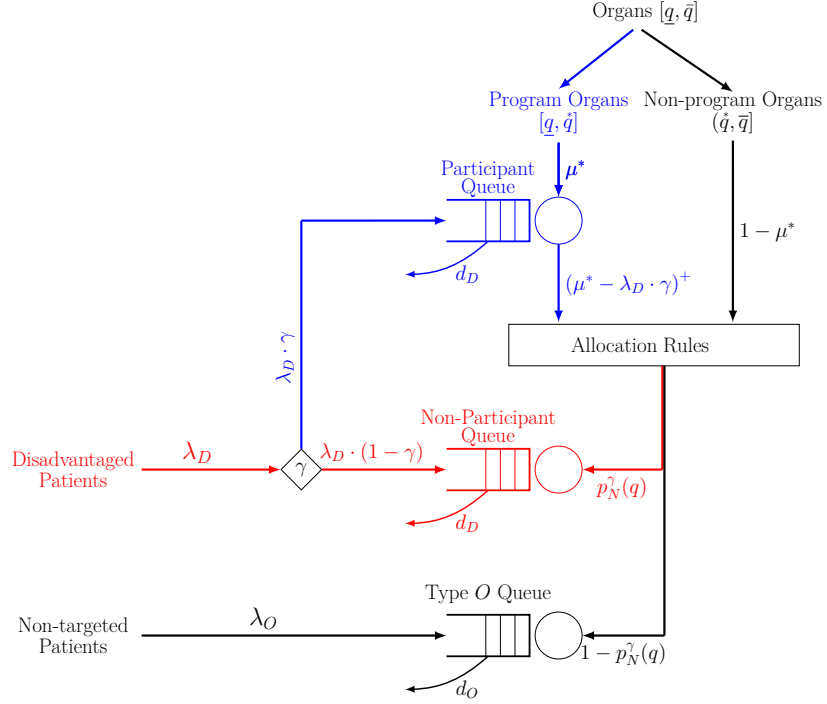 Organs [q̲, q̄]
Program Organs
[q̲, q̊]
Non-program Organs
(q̊, q̄]
μ*
1 − μ*
Participant
Queue
d_D
(μ* − λ_D · γ)⁺
λ_D · γ
Allocation Rules
Disadvantaged
Patients
λ_D
γ
λ_D · (1 − γ)
Non-Participant
Queue
d_D
p_N^γ(q)
Non-targeted
Patients
λ_O
Type O Queue
d_O
1 − p_N^γ(q)